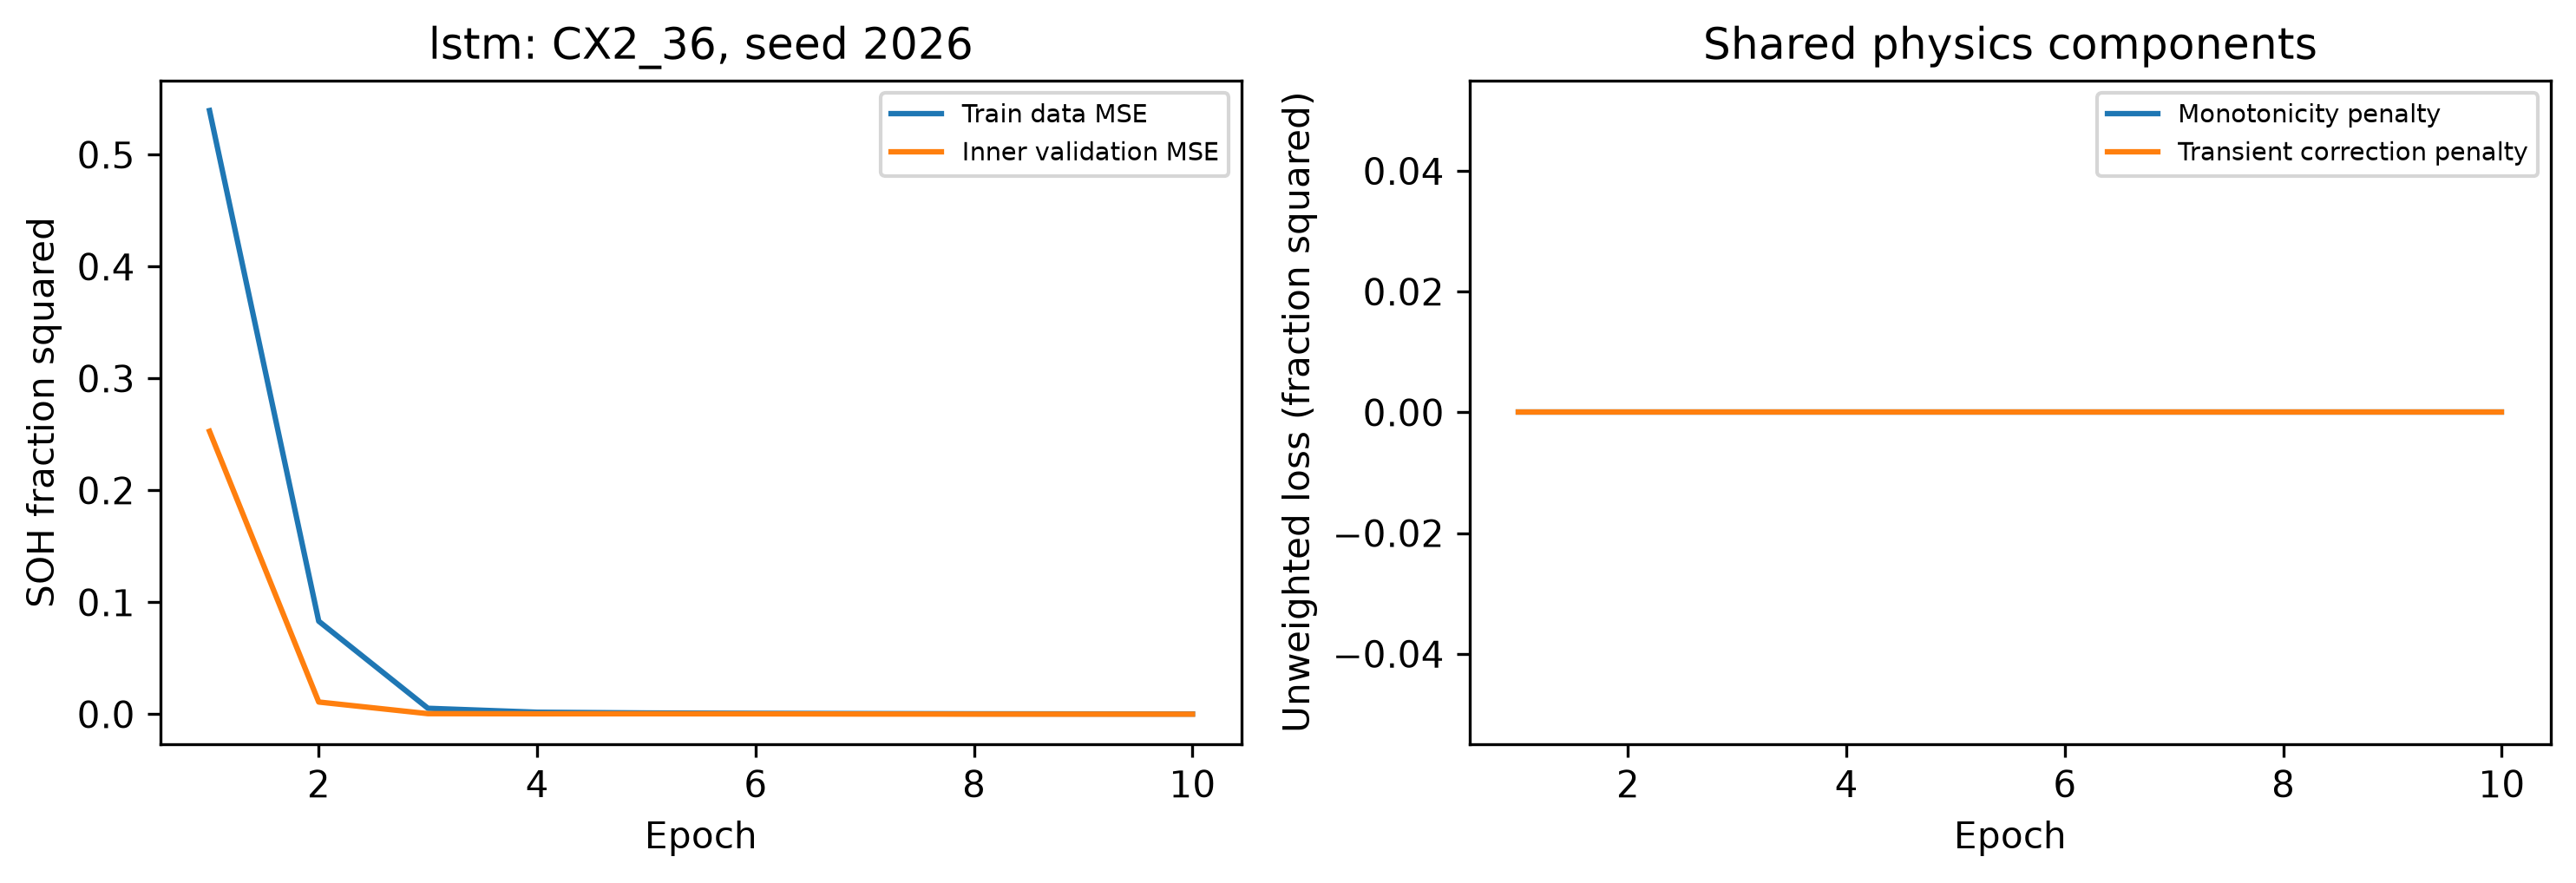 lstm: CX2_36, seed 2026
SOH fraction squared
0.5
0.4
0.3
0.2
0.1
0.0
Train data MSE
Inner validation MSE
2 4 6 8 10
Epoch
Shared physics components
Unweighted loss (fraction squared)
0.04
0.02
0.00
−0.02
−0.04
Monotonicity penalty
Transient correction penalty
2 4 6 8 10
Epoch